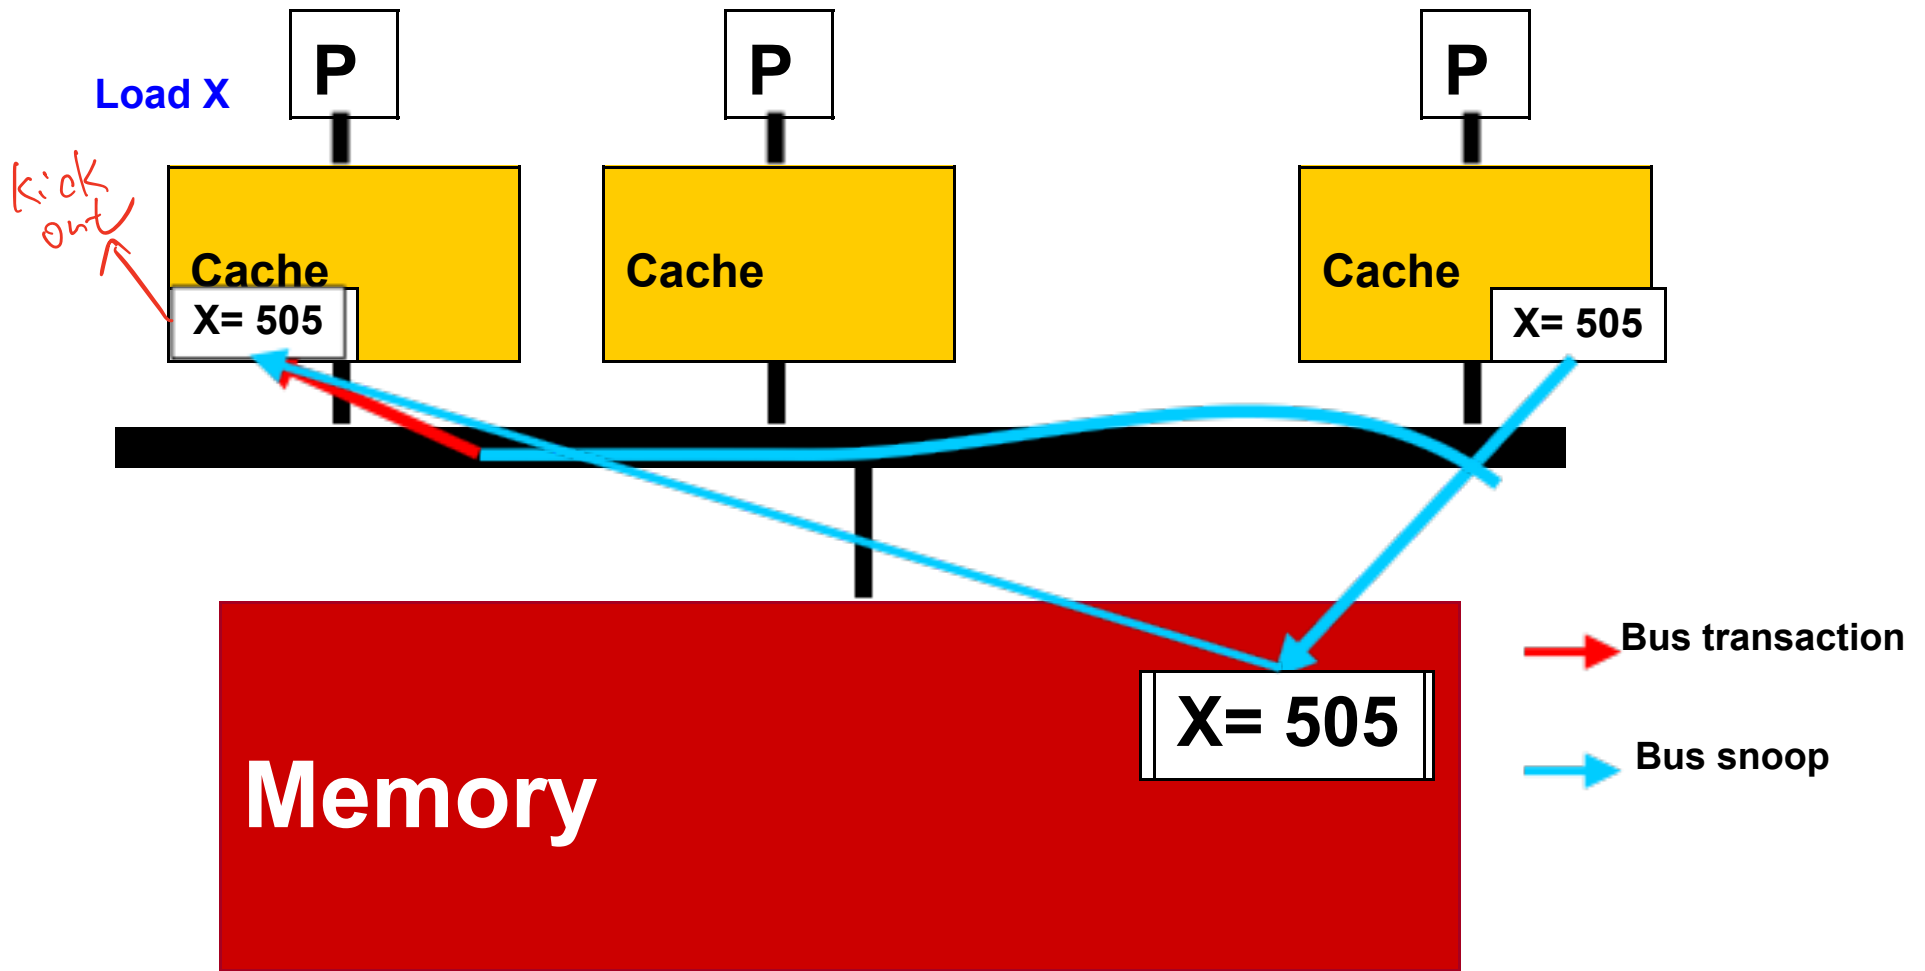 P
P
P
Load X
kick
out
Cache
Cache
Cache
X= 505
X= 505
Bus transaction
X= 505
Bus snoop
Memory